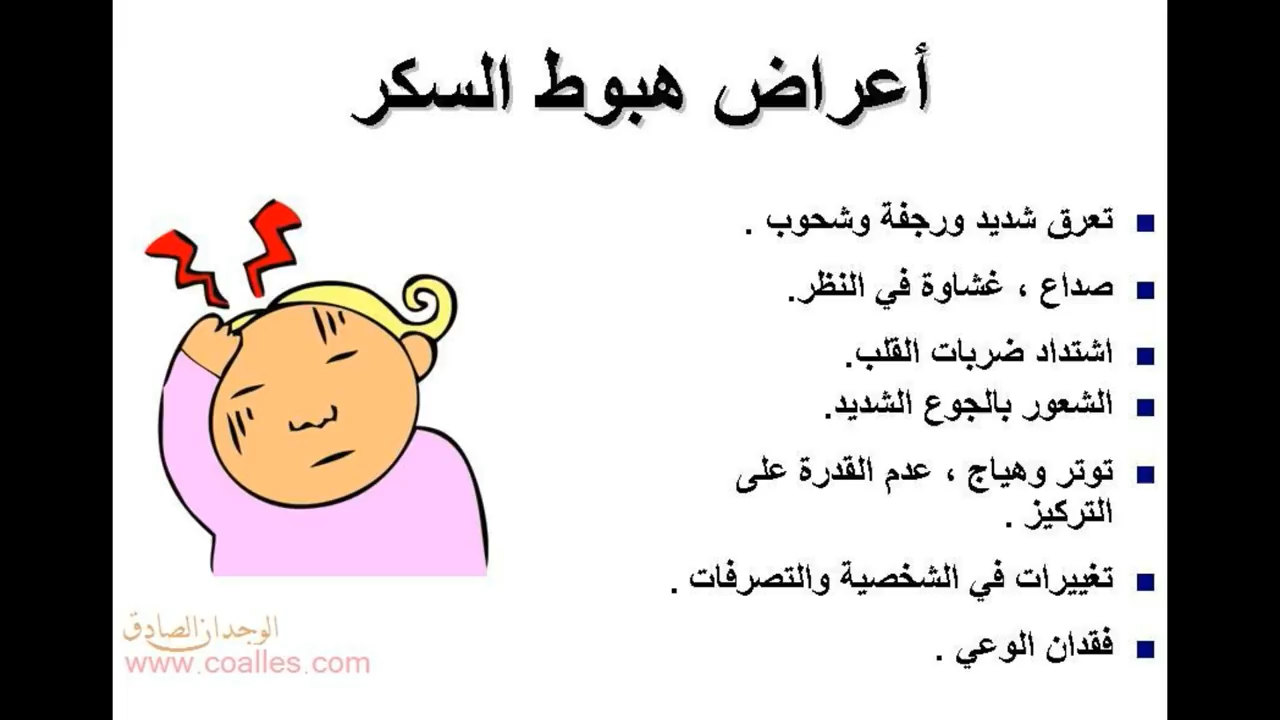 أعراض هبوط السكر
تعرق شديد ورجفة وشحوب .
صداع ، غشاوة في النظر.
اشتداد ضربات القلب.
الشعور بالجوع الشديد.
توتر وهياج ، عدم القدرة على
التركيز .
تغييرات في الشخصية والتصرفات .
فقدان الوعي .
الوجدان الصادق
www.coalles.com